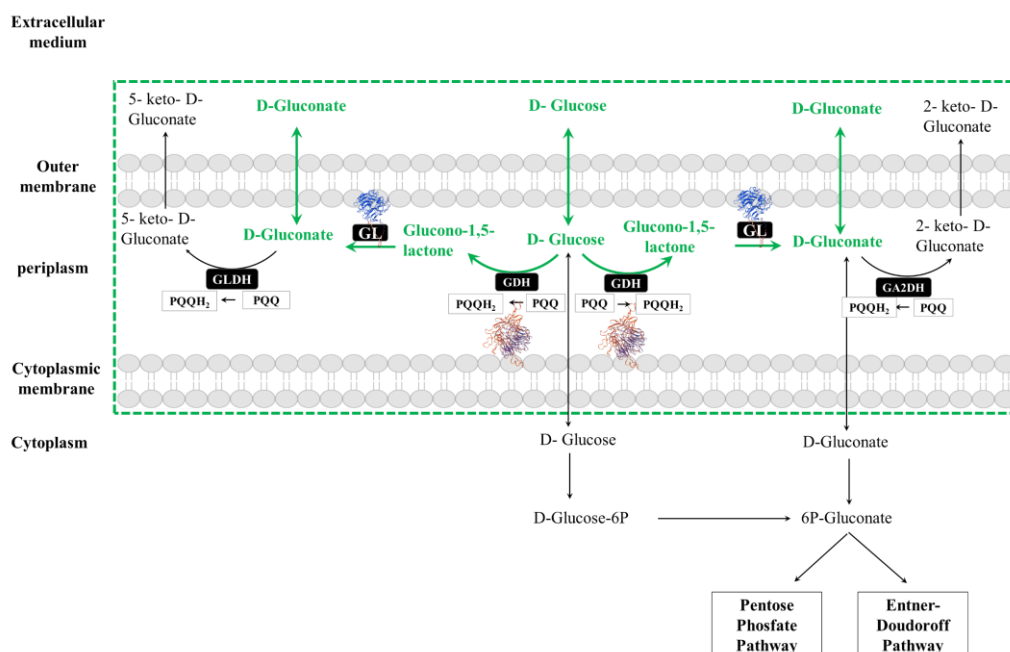 Extracellular
medium
5- keto- D-
Gluconate
D-Gluconate
D- Glucose
D-Gluconate
2- keto- D-
Gluconate
Outer
membrane
5- keto- D-
Gluconate
D-Gluconate
GL
Glucono-1,5-
lactone
D- Glucose
Glucono-1,5-
lactone
GL
D-Gluconate
2- keto- D-
Gluconate
periplasm
GLDH
PQQH2
PQQ
GDH
PQQH2
PQQ
GDH
PQQ
PQQH2
GA2DH
PQQH2
PQQ
Cytoplasmic
membrane
Cytoplasm
D- Glucose
D-Gluconate
D-Glucose-6P
6P-Gluconate
Pentose
Phosfate
Pathway
Entner-
Doudoroff
Pathway